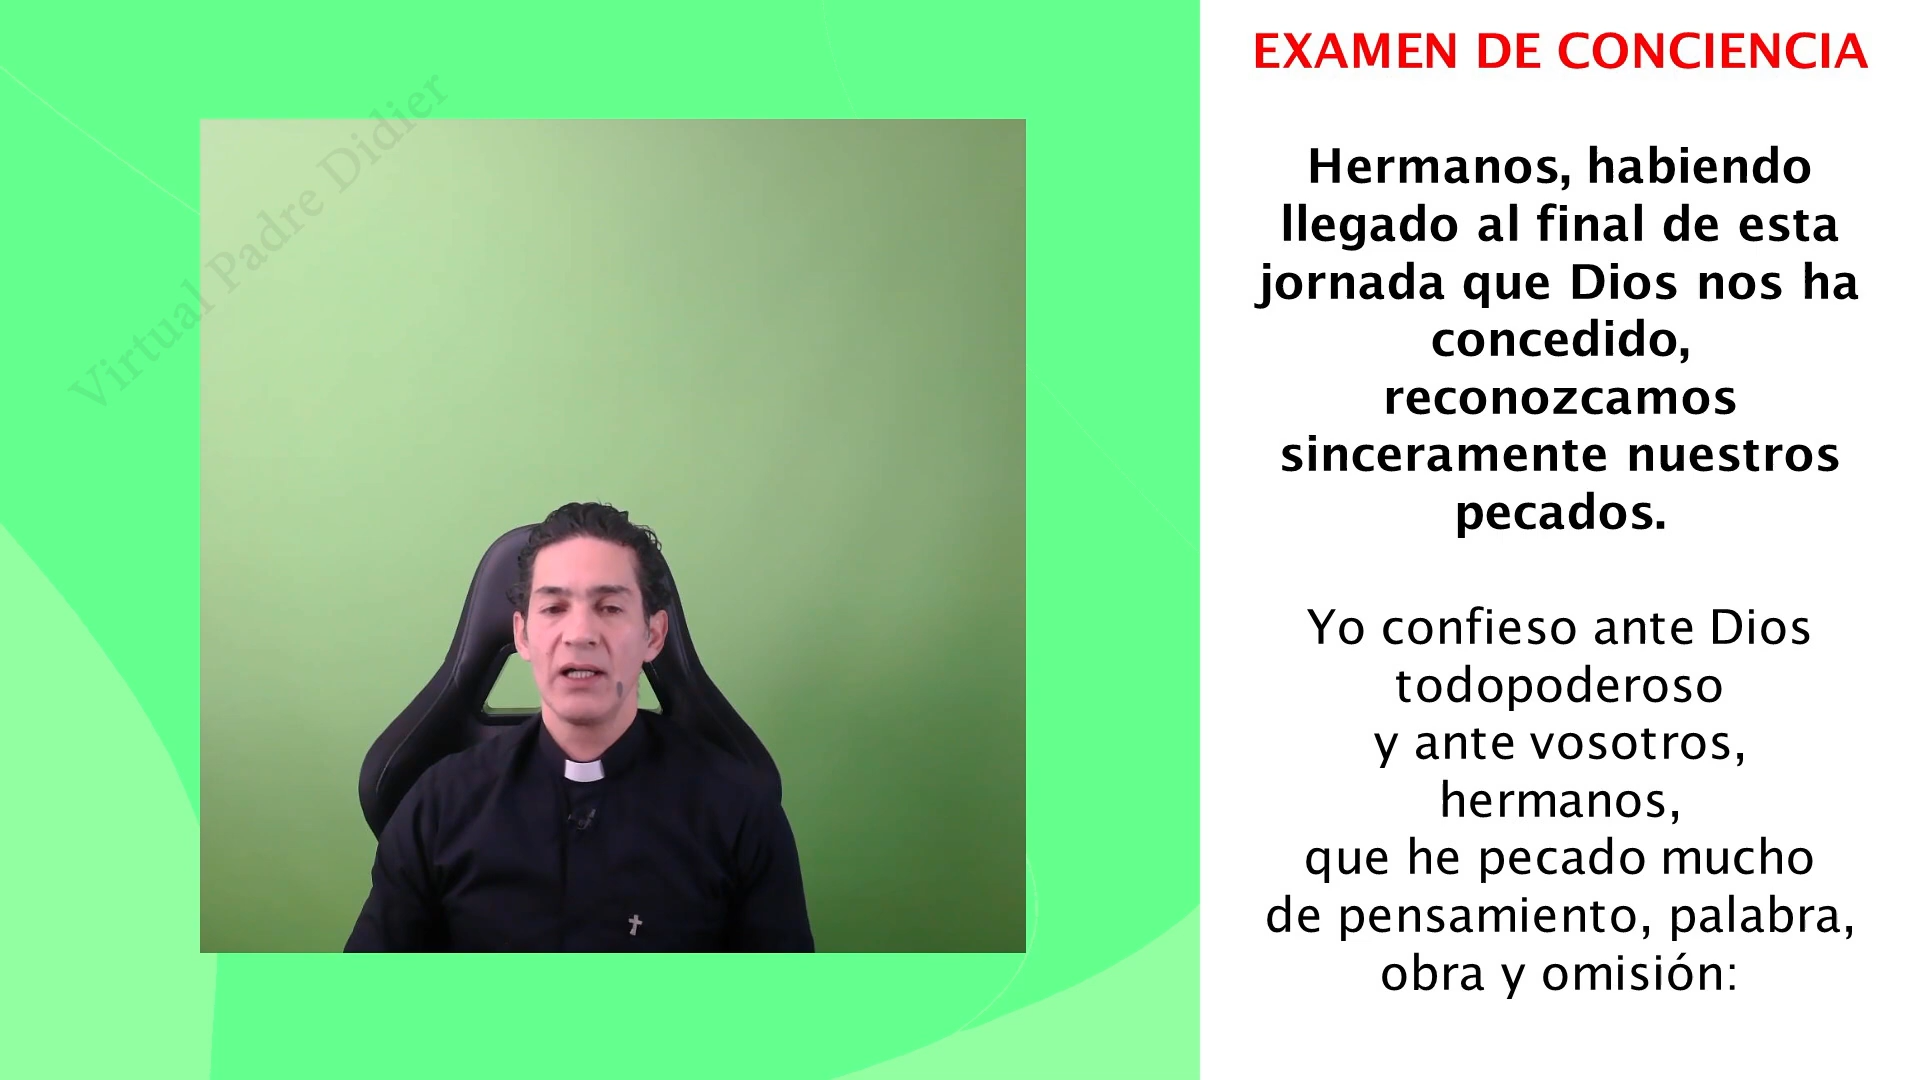 Virtual Padre Didier
EXAMEN DE CONCIENCIA
Hermanos, habiendo
llegado al final de esta
jornada que Dios nos ha
concedido,
reconozcamos
sinceramente nuestros
pecados.
Yo confieso ante Dios
todopoderoso
y ante vosotros,
hermanos,
que he pecado mucho
de pensamiento, palabra,
obra y omisión: